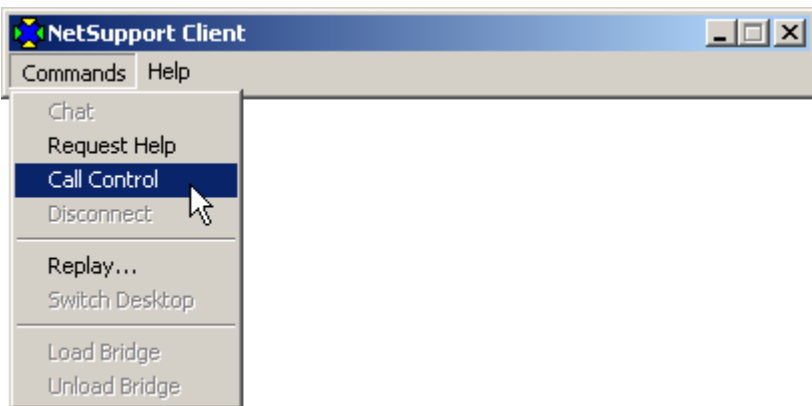 NetSupport Client
Commands Help
Chat
Request Help
Call Control
Disconnect
Replay...
Switch Desktop
Load Bridge
Unload Bridge